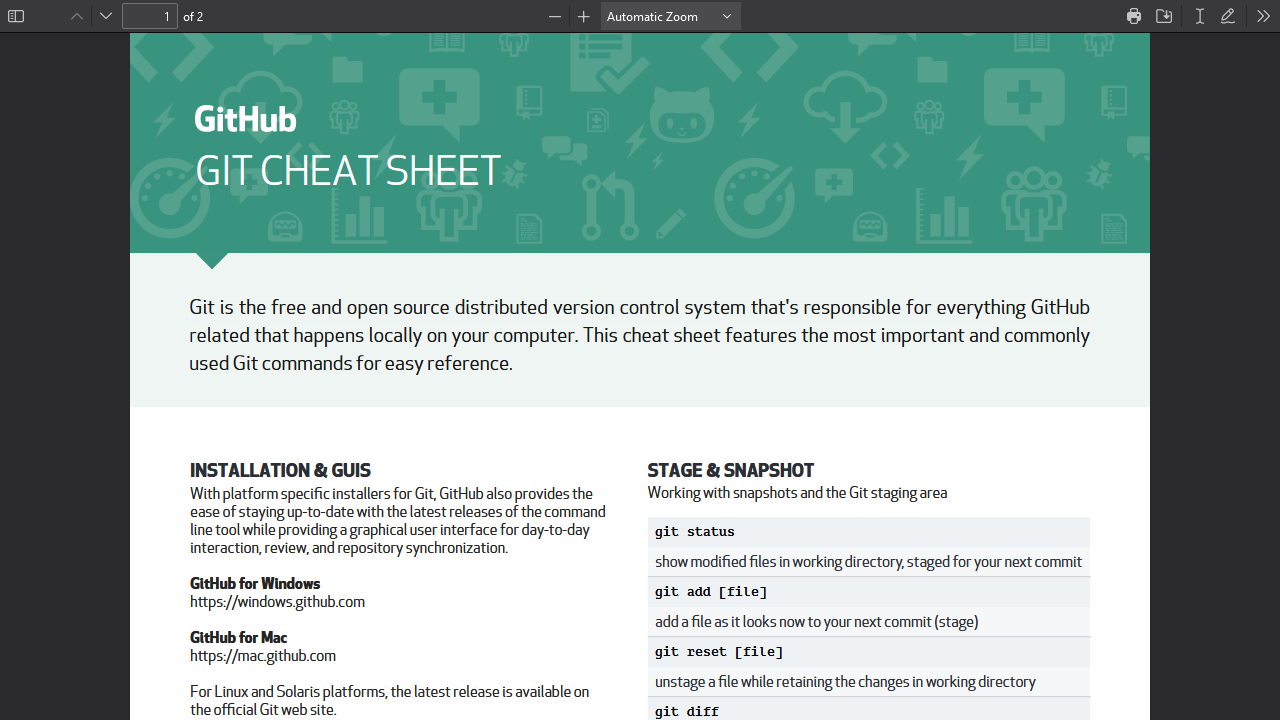 1 of 2 Automatic Zoom
GitHub
GIT CHEAT SHEET
Git is the free and open source distributed version control system that's responsible for everything GitHub
related that happens locally on your computer. This cheat sheet features the most important and commonly
used Git commands for easy reference.
INSTALLATION & GUIS
With platform specific installers for Git, GitHub also provides the
ease of staying up-to-date with the latest releases of the command
line tool while providing a graphical user interface for day-to-day
interaction, review, and repository synchronization.
GitHub for Windows
https://windows.github.com
GitHub for Mac
https://mac.github.com
For Linux and Solaris platforms, the latest release is available on
the official Git web site.
STAGE & SNAPSHOT
Working with snapshots and the Git staging area
git status
show modified files in working directory, staged for your next commit
git add [file]
add a file as it looks now to your next commit (stage)
git reset [file]
unstage a file while retaining the changes in working directory
git diff